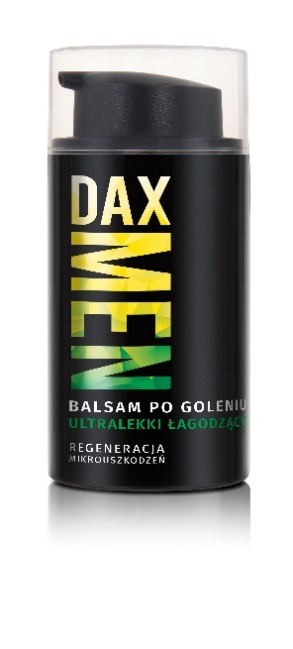 DAX
MEN
BALSAM PO GOLENIU
ULTRALEKKI ŁAGODZĄCY
REGENERACJA
MIKROUSZKODZEŃ